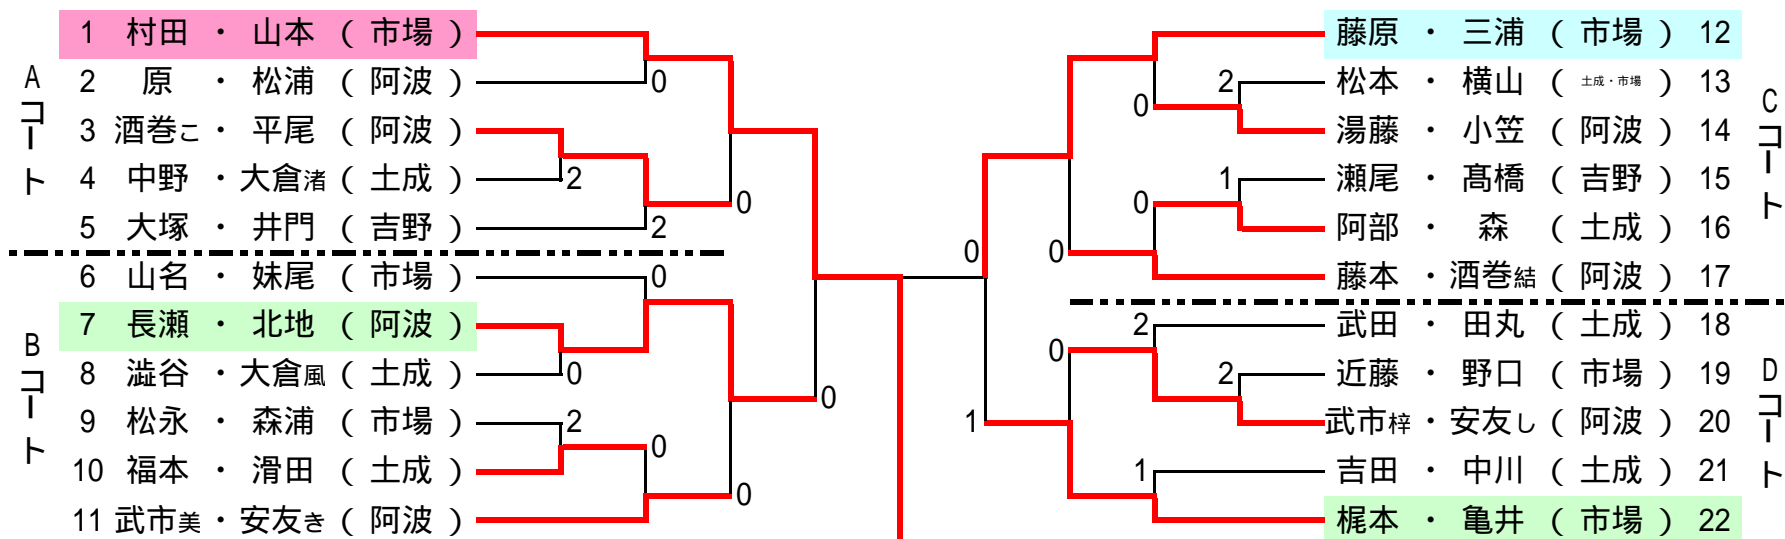 Aコート
1 村田 ・ 山本 ( 市場 )
2 原 ・ 松浦 ( 阿波 )
3 酒巻こ ・ 平尾 ( 阿波 )
4 中野 ・ 大倉渚 ( 土成 )
5 大塚 ・ 井門 ( 吉野 )
0
2
2
0
Bコート
6 山名 ・ 妹尾 ( 市場 )
7 長瀬 ・ 北地 ( 阿波 )
8 澁谷 ・ 大倉風 ( 土成 )
9 松永 ・ 森浦 ( 市場 )
10 福本 ・ 滑田 ( 土成 )
11 武市美 ・ 安友き ( 阿波 )
0
0
2
0
0
0
Cコート
藤原 ・ 三浦 ( 市場 ) 12
松本 ・ 横山 ( 土成・市場 ) 13
湯藤 ・ 小笠 ( 阿波 ) 14
瀬尾 ・ 髙橋 ( 吉野 ) 15
阿部 ・ 森 ( 土成 ) 16
藤本 ・ 酒巻結 ( 阿波 ) 17
2
0
1
0
0
0
Dコート
武田 ・ 田丸 ( 土成 ) 18
近藤 ・ 野口 ( 市場 ) 19
武市梓 ・ 安友し ( 阿波 ) 20
吉田 ・ 中川 ( 土成 ) 21
梶本 ・ 亀井 ( 市場 ) 22
2
0
2
1
1